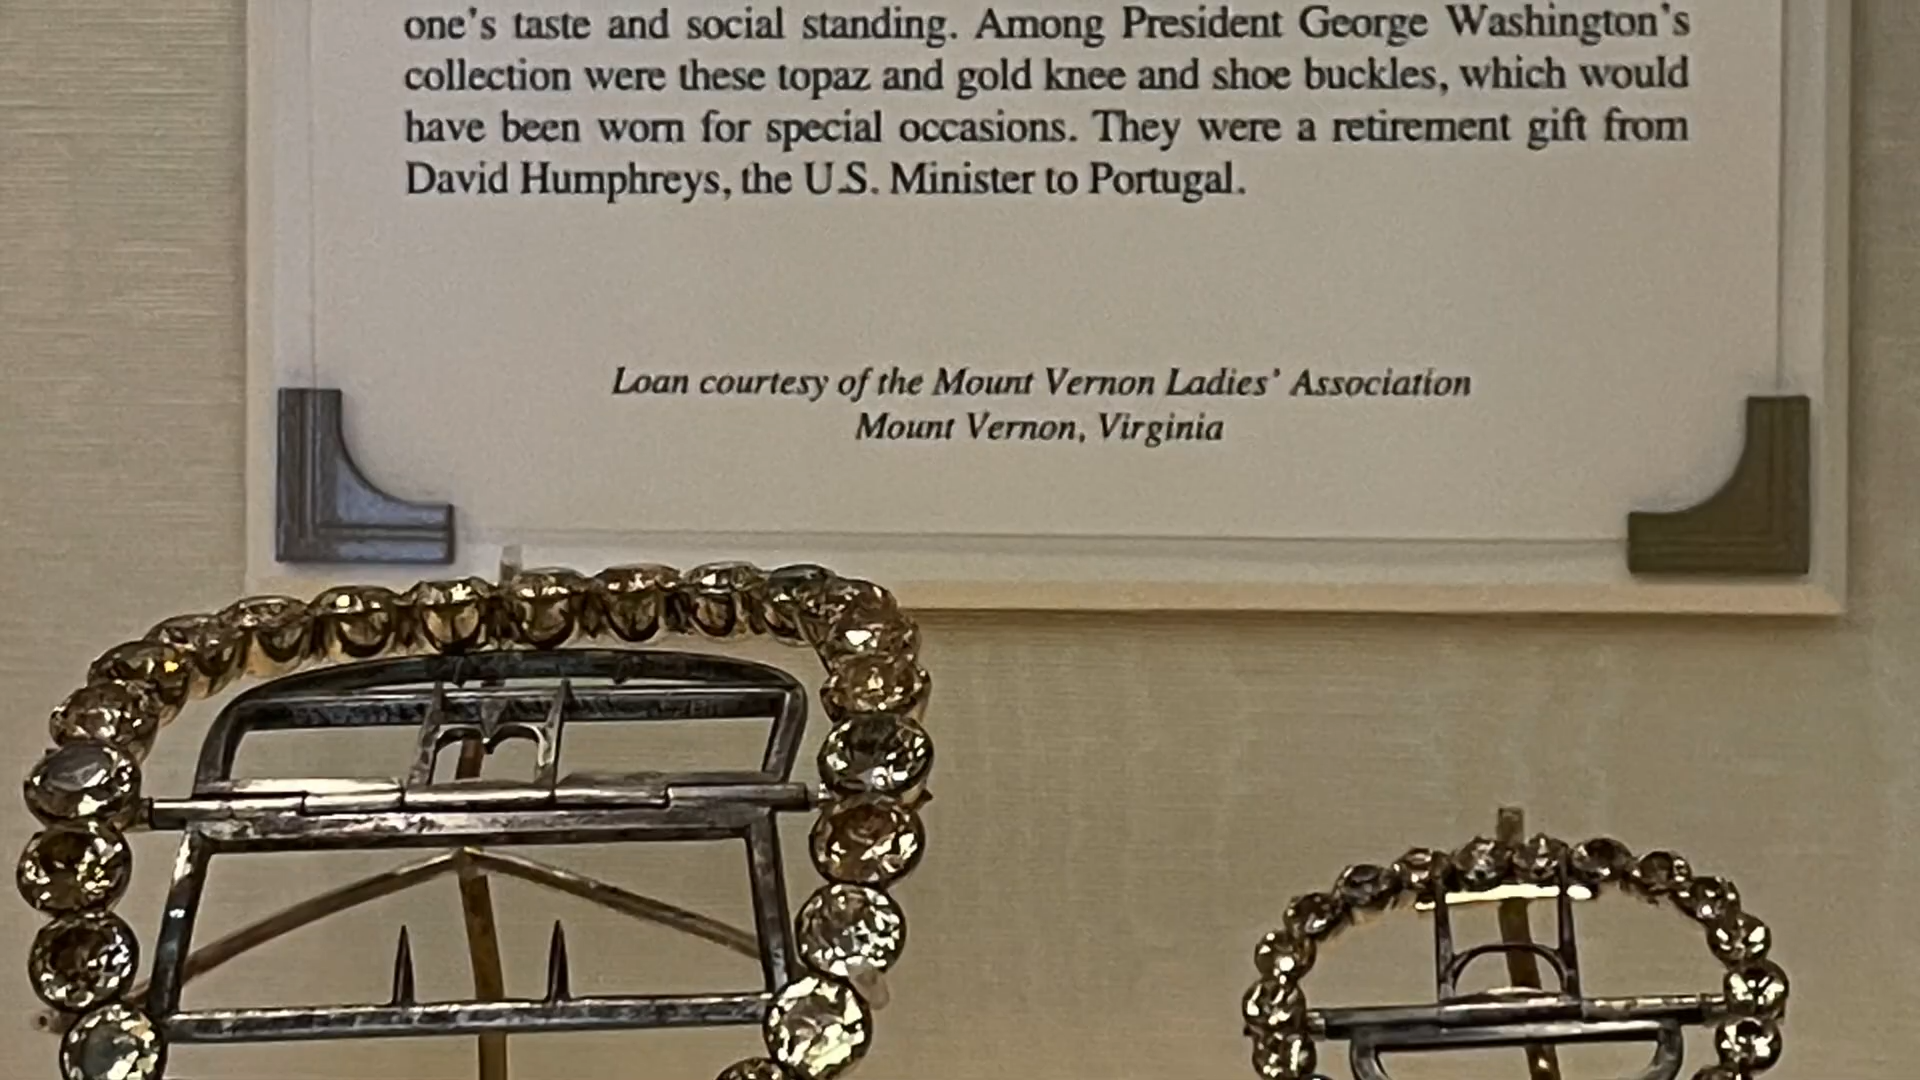 one's taste and social standing. Among President George Washington's
collection were these topaz and gold knee and shoe buckles, which would
have been worn for special occasions. They were a retirement gift from
David Humphreys, the U.S. Minister to Portugal.
Loan courtesy of the Mount Vernon Ladies' Association
Mount Vernon, Virginia